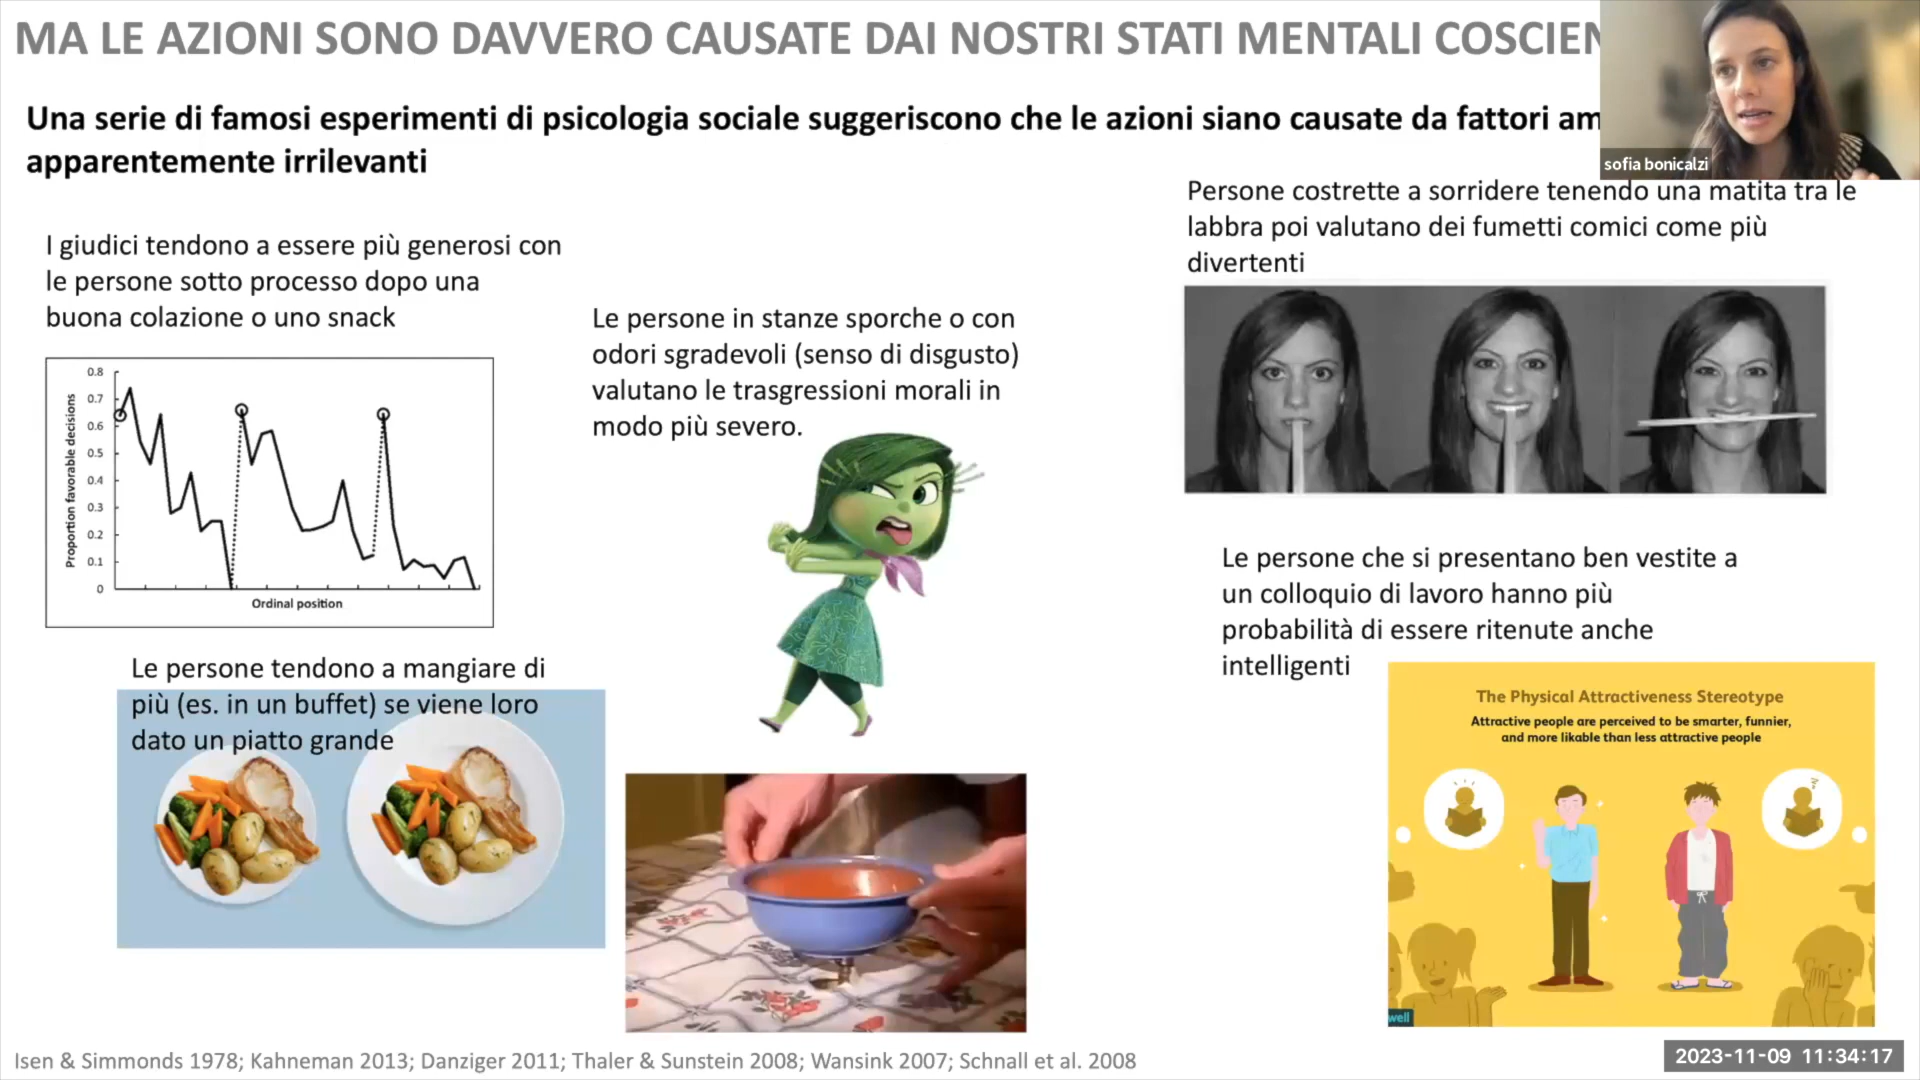 MA LE AZIONI SONO DAVVERO CAUSATE DAI NOSTRI STATI MENTALI
Una serie di famosi esperimenti di psicologia sociale suggeriscono che le azioni siano causate da fattori
apparentemente irrilevanti
sofia bonicalzi
I giudici tendono a essere più generosi con
le persone sotto processo dopo una
buona colazione o uno snack
Proportion favorable decisions
0.8
0.7
0.6
0.5
0.4
0.3
0.2
0.1
0
Ordinal position
Le persone tendono a mangiare di
più (es. in un buffet) se viene loro
dato un piatto grande
Le persone in stanze sporche o con
odori sgradevoli (senso di disgusto)
valutano le trasgressioni morali in
modo più severo.
Persone costrette a sorridere tenendo una matita tra le
labbra poi valutano dei fumetti comici come più
divertenti
Le persone che si presentano ben vestite a
un colloquio di lavoro hanno più
probabilità di essere ritenute anche
intelligenti
The Physical Attractiveness Stereotype
Attractive people are perceived to be smarter, funnier,
and more likable than less attractive people
well
Isen & Simmonds 1978; Kahneman 2013; Danziger 2011; Thaler & Sunstein 2008; Wansink 2007; Schnall et al. 2008
2023-11-09 11:34:17